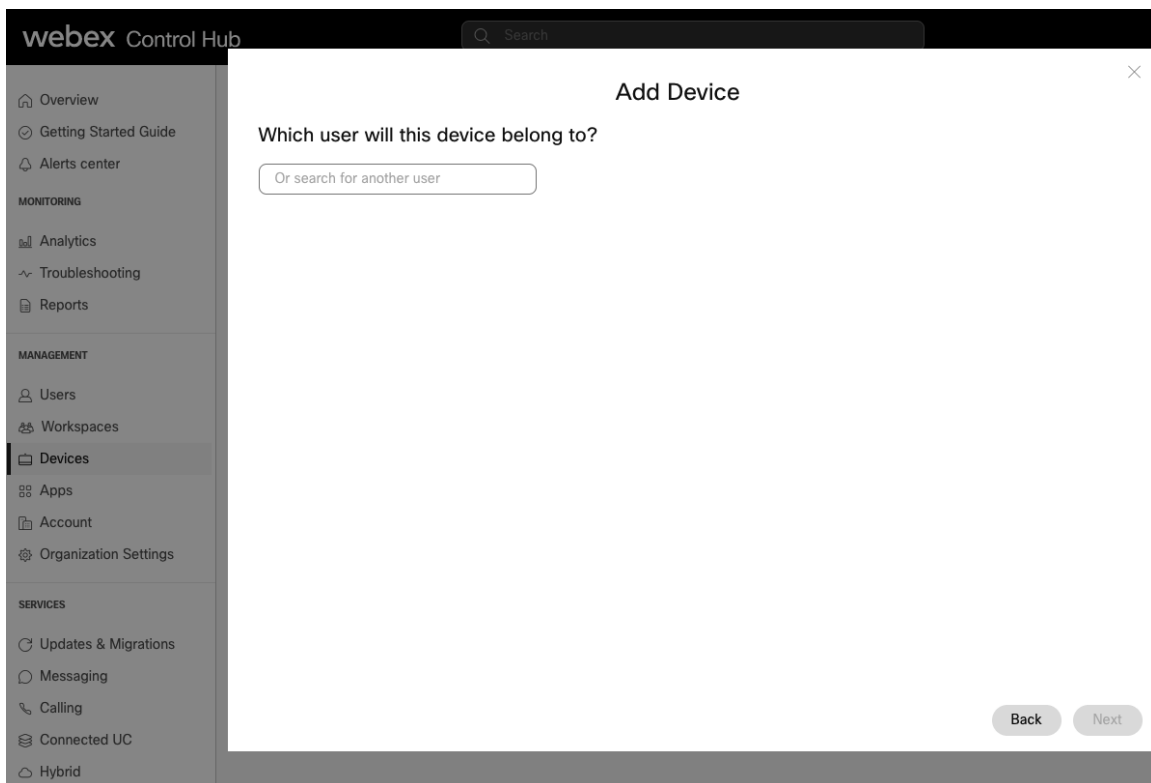 webex Control Hub
Search
Overview
Getting Started Guide
Alerts center
MONITORING
Analytics
Troubleshooting
Reports
MANAGEMENT
Users
Workspaces
Devices
Apps
Account
Organization Settings
SERVICES
Updates & Migrations
Messaging
Calling
Connected UC
Hybrid
Add Device
Which user will this device belong to?
Or search for another user
Back
Next